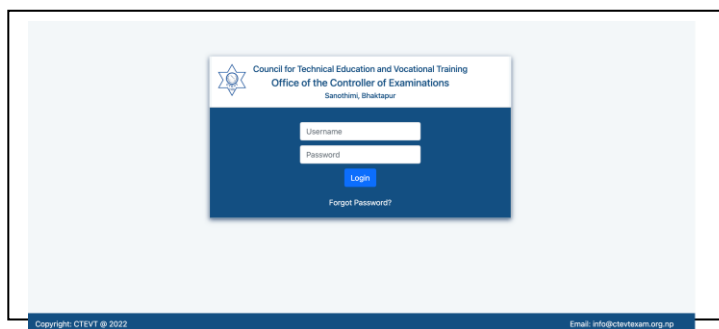 Council for Technical Education and Vocational Training
Office of the Controller of Examinations
Sanothimi, Bhaktapur
Username
Password
Login
Forgot Password?
Copyright: CTEVT @ 2022 Email: info@ctevtexam.org.np